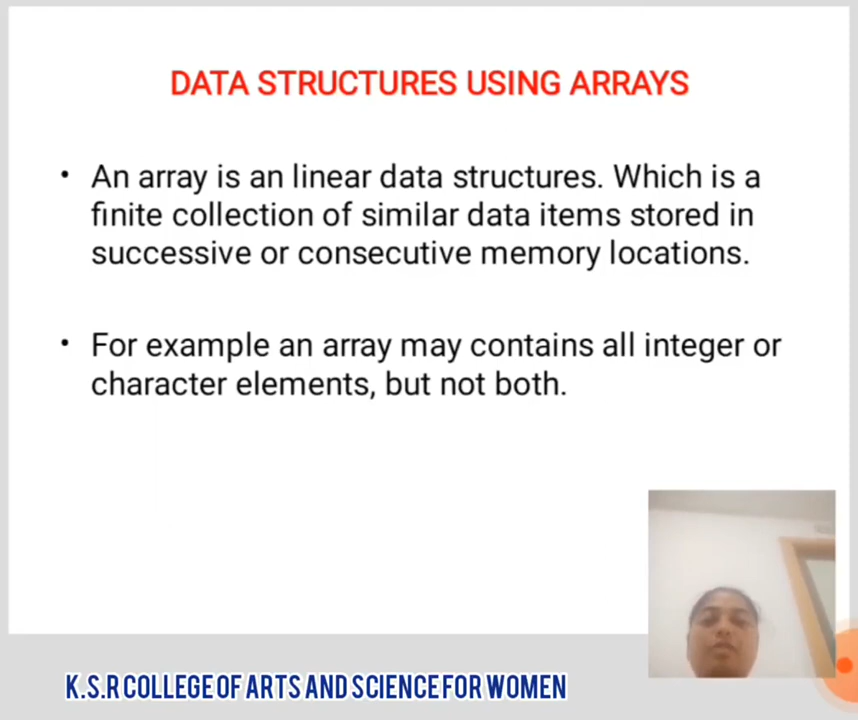 DATA STRUCTURES USING ARRAYS
• An array is an linear data structures. Which is a
finite collection of similar data items stored in
successive or consecutive memory locations.
• For example an array may contains all integer or
character elements, but not both.
K.S.R COLLEGE OF ARTS AND SCIENCE FOR WOMEN